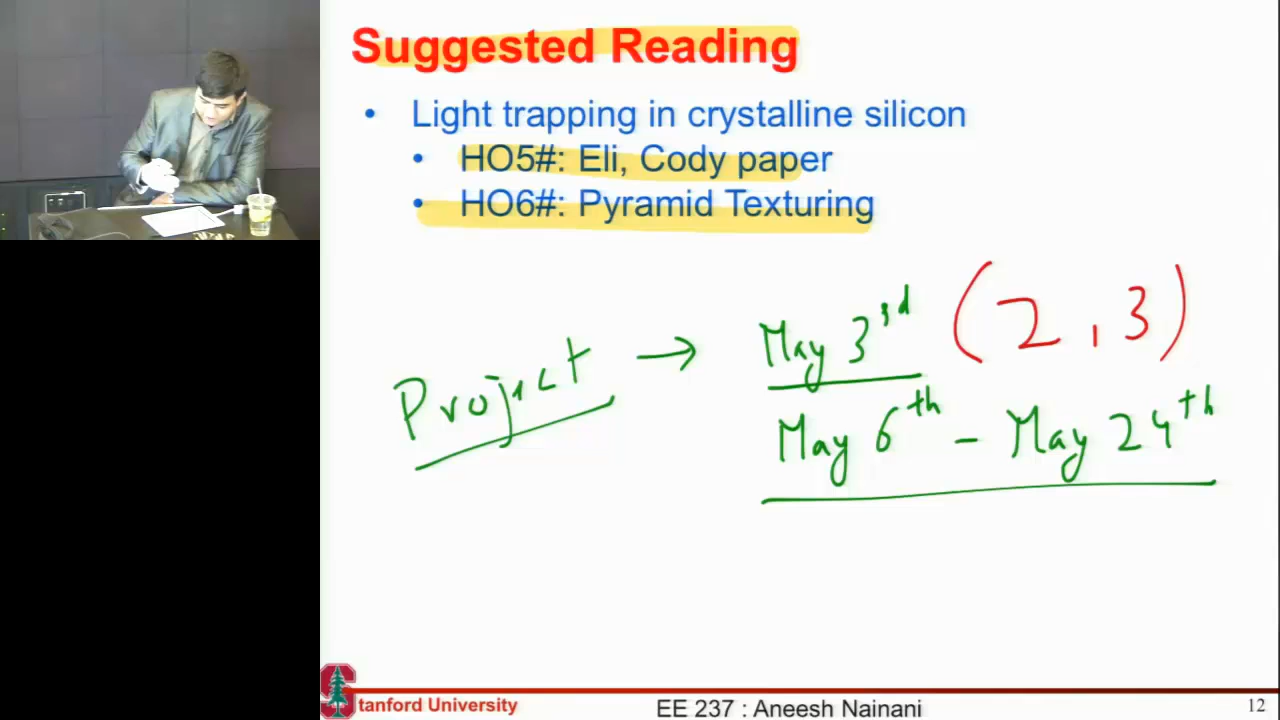 Suggested Reading
• Light trapping in crystalline silicon
• HO5#: Eli, Cody paper
• HO6#: Pyramid Texturing
Project → May 3rd (2, 3)
May 6th - May 24th
Stanford University
EE 237 : Aneesh Nainani
12